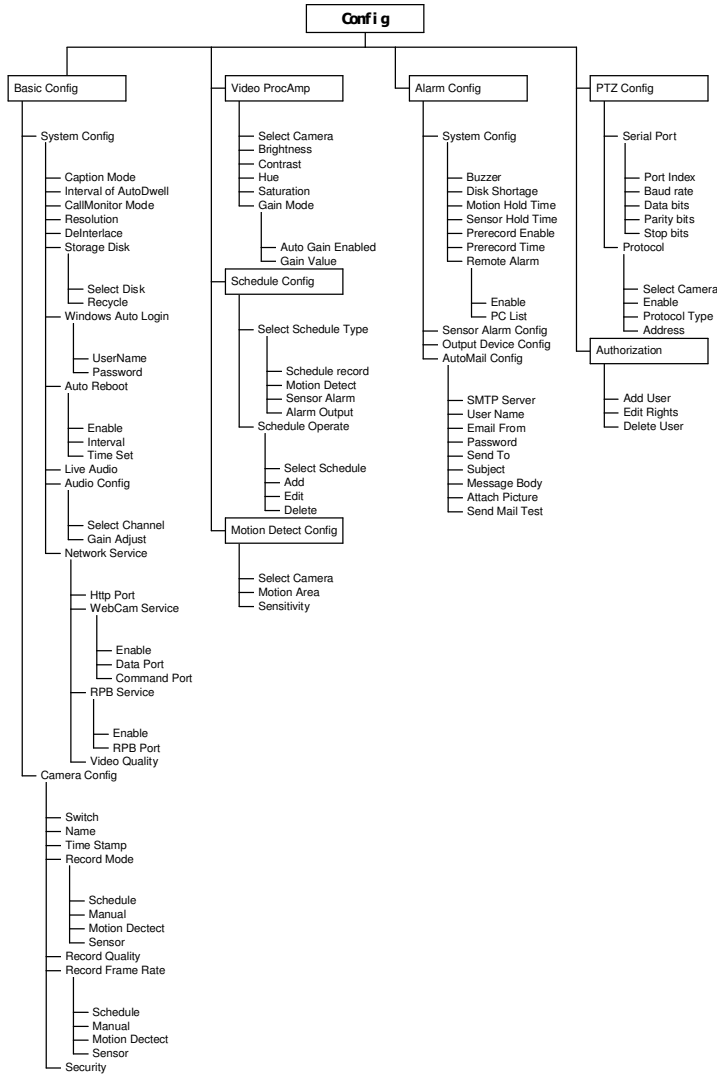 Config
Basic Config
System Config
Caption Mode
Interval of AutoDwell
CallMonitor Mode
Resolution
DeInterlace
Storage Disk
Select Disk
Recycle
Windows Auto Login
UserName
Password
Auto Reboot
Enable
Interval
Time Set
Live Audio
Audio Config
Select Channel
Gain Adjust
Network Service
Http Port
WebCam Service
Enable
Data Port
Command Port
RPB Service
Enable
RPB Port
Video Quality
Camera Config
Switch
Name
Time Stamp
Record Mode
Schedule
Manual
Motion Dectect
Sensor
Record Quality
Record Frame Rate
Schedule
Manual
Motion Dectect
Sensor
Security
Video ProcAmp
Select Camera
Brightness
Contrast
Hue
Saturation
Gain Mode
Auto Gain Enabled
Gain Value
Schedule Config
Select Schedule Type
Schedule record
Motion Detect
Sensor Alarm
Alarm Output
Schedule Operate
Select Schedule
Add
Edit
Delete
Motion Detect Config
Select Camera
Motion Area
Sensitivity
Alarm Config
System Config
Buzzer
Disk Shortage
Motion Hold Time
Sensor Hold Time
Prerecord Enable
Prerecord Time
Remote Alarm
Enable
PC List
Sensor Alarm Config
Output Device Config
AutoMail Config
SMTP Server
User Name
Email From
Password
Send To
Subject
Message Body
Attach Picture
Send Mail Test
PTZ Config
Serial Port
Port Index
Baud rate
Data bits
Parity bits
Stop bits
Protocol
Select Camera
Enable
Protocol Type
Address
Authorization
Add User
Edit Rights
Delete User